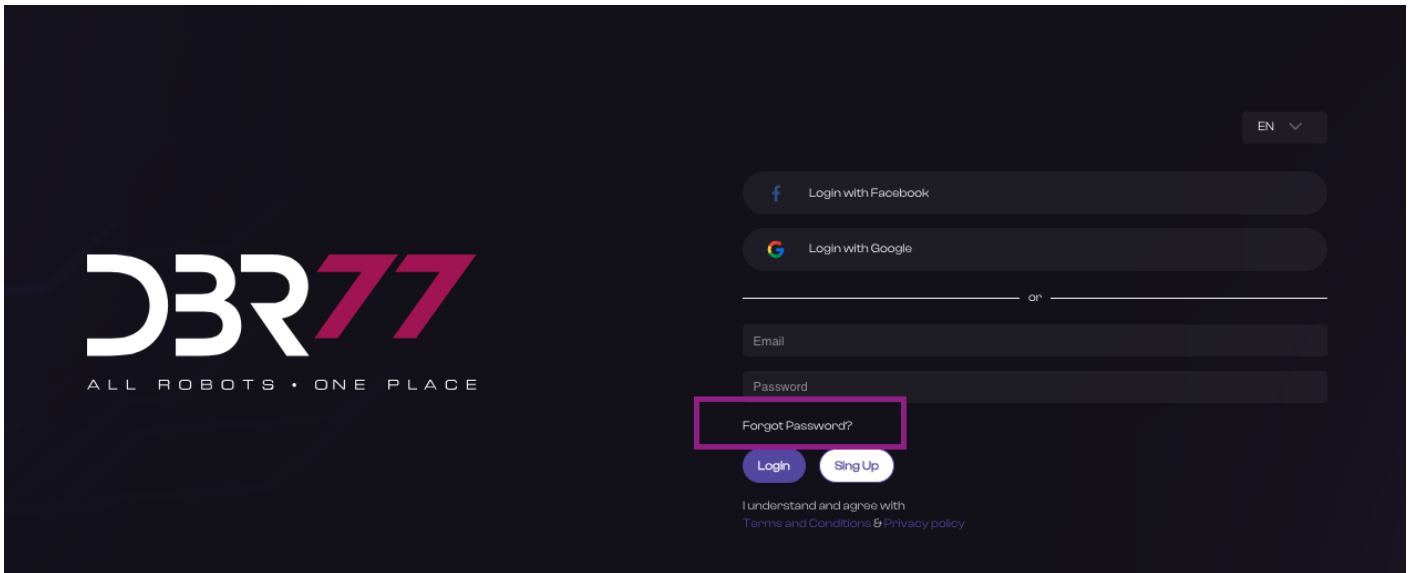 DBR77
ALL ROBOTS • ONE PLACE
EN
Login with Facebook
Login with Google
or
Email
Password
Forgot Password?
Login
Sing Up
I understand and agree with
Terms and Conditions & Privacy policy